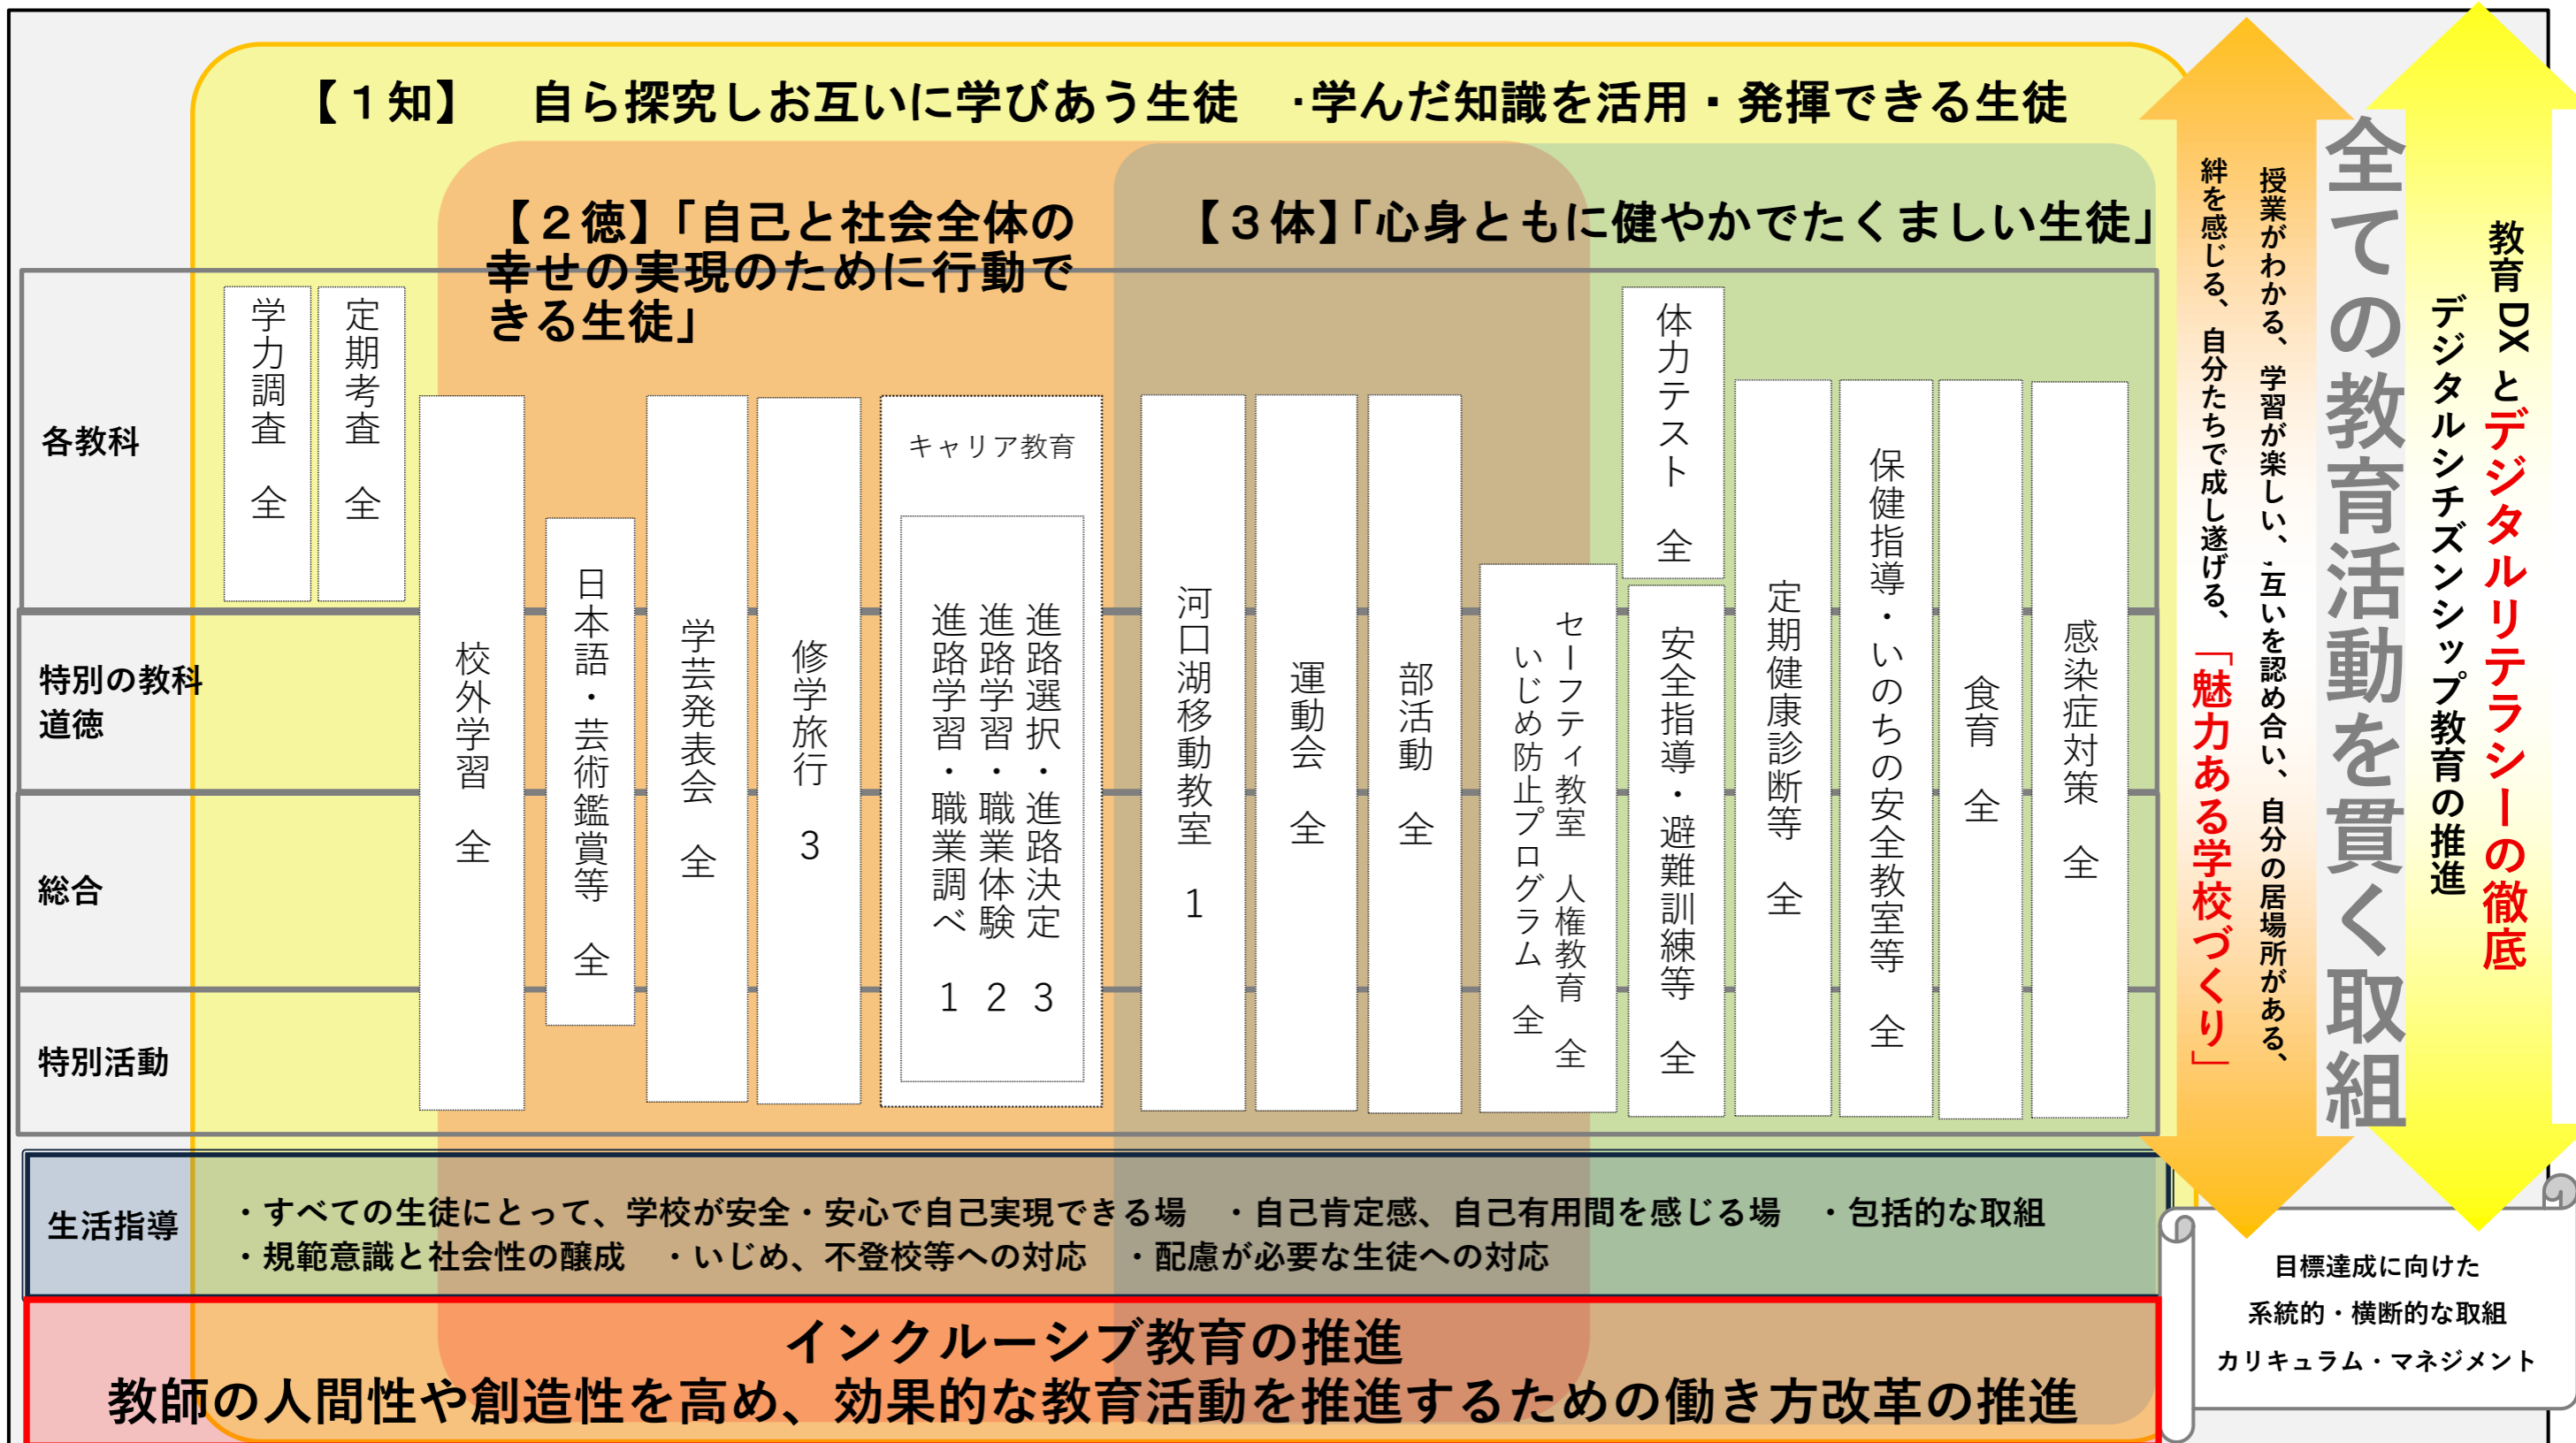 【１知】　自ら探究しお互いに学びあう生徒　・学んだ知識を活用・発揮できる生徒
【２徳】「自己と社会全体の
幸せの実現のために行動で
きる生徒」
【３体】「心身ともに健やかでたくましい生徒」
各教科
特別の教科
道徳
総合
特別活動
学力調査　全
定期考査　全
校外学習　全
日本語・芸術鑑賞等　全
学芸発表会　全
修学旅行　3
キャリア教育
進路選択・進路決定　3
進路学習・職業体験　2
進路学習・職業調べ　1
河口湖移動教室　1
運動会　全
部活動　全
セーフティ教室　人権教育　全
いじめ防止プログラム　全
体力テスト　全
安全指導・避難訓練等　全
定期健康診断等　全
保健指導・いのちの安全教室等　全
食育　全
感染症対策　全
生活指導
・すべての生徒にとって、学校が安全・安心で自己実現できる場　・自己肯定感、自己有用間を感じる場　・包括的な取組
・規範意識と社会性の醸成　・いじめ、不登校等への対応　・配慮が必要な生徒への対応
インクルーシブ教育の推進
教師の人間性や創造性を高め、効果的な教育活動を推進するための働き方改革の推進
教育DXとデジタルリテラシーの徹底
デジタルシチズンシップ教育の推進
全ての教育活動を貫く取組
授業がわかる、学習が楽しい、,互いを認め合い、自分の居場所がある、
絆を感じる、自分たちで成し遂げる、「魅力ある学校づくり」
目標達成に向けた
系統的・横断的な取組
カリキュラム・マネジメント